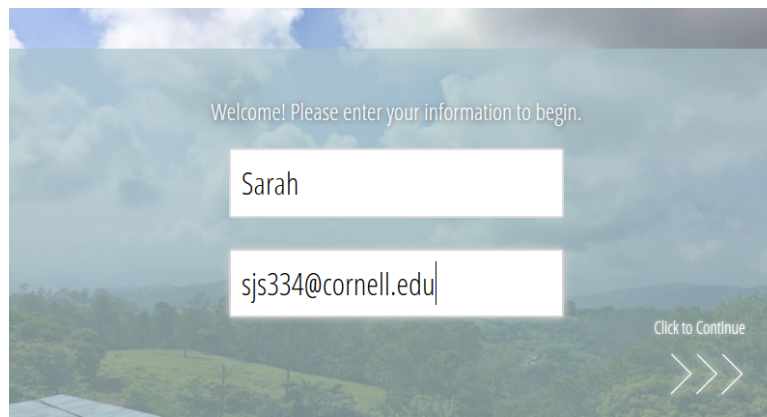 Welcome! Please enter your information to begin.
Sarah
sjs334@cornell.edu
Click to Continue